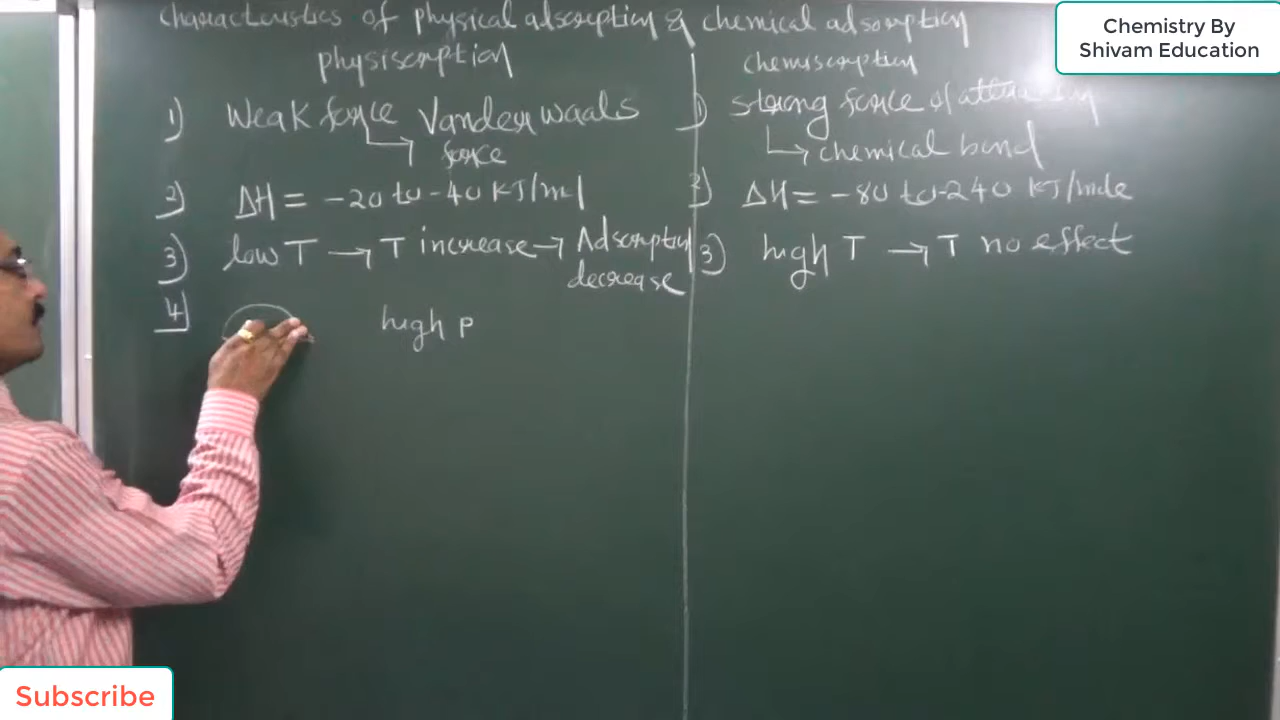 characteristics of physical adsorption & chemical adsorption
physisorption
1) Weak force Vander waals
force
2) ΔH = -20 to -40 KJ/mol
3) low T → T increase → Adsorption
decrease
4 high P
chemisorption
1) strong force of attraction
chemical bond
2) ΔH = -80 to -240 KJ/mole
3) high T → T no effect
Chemistry By
Shivam Education
Subscribe